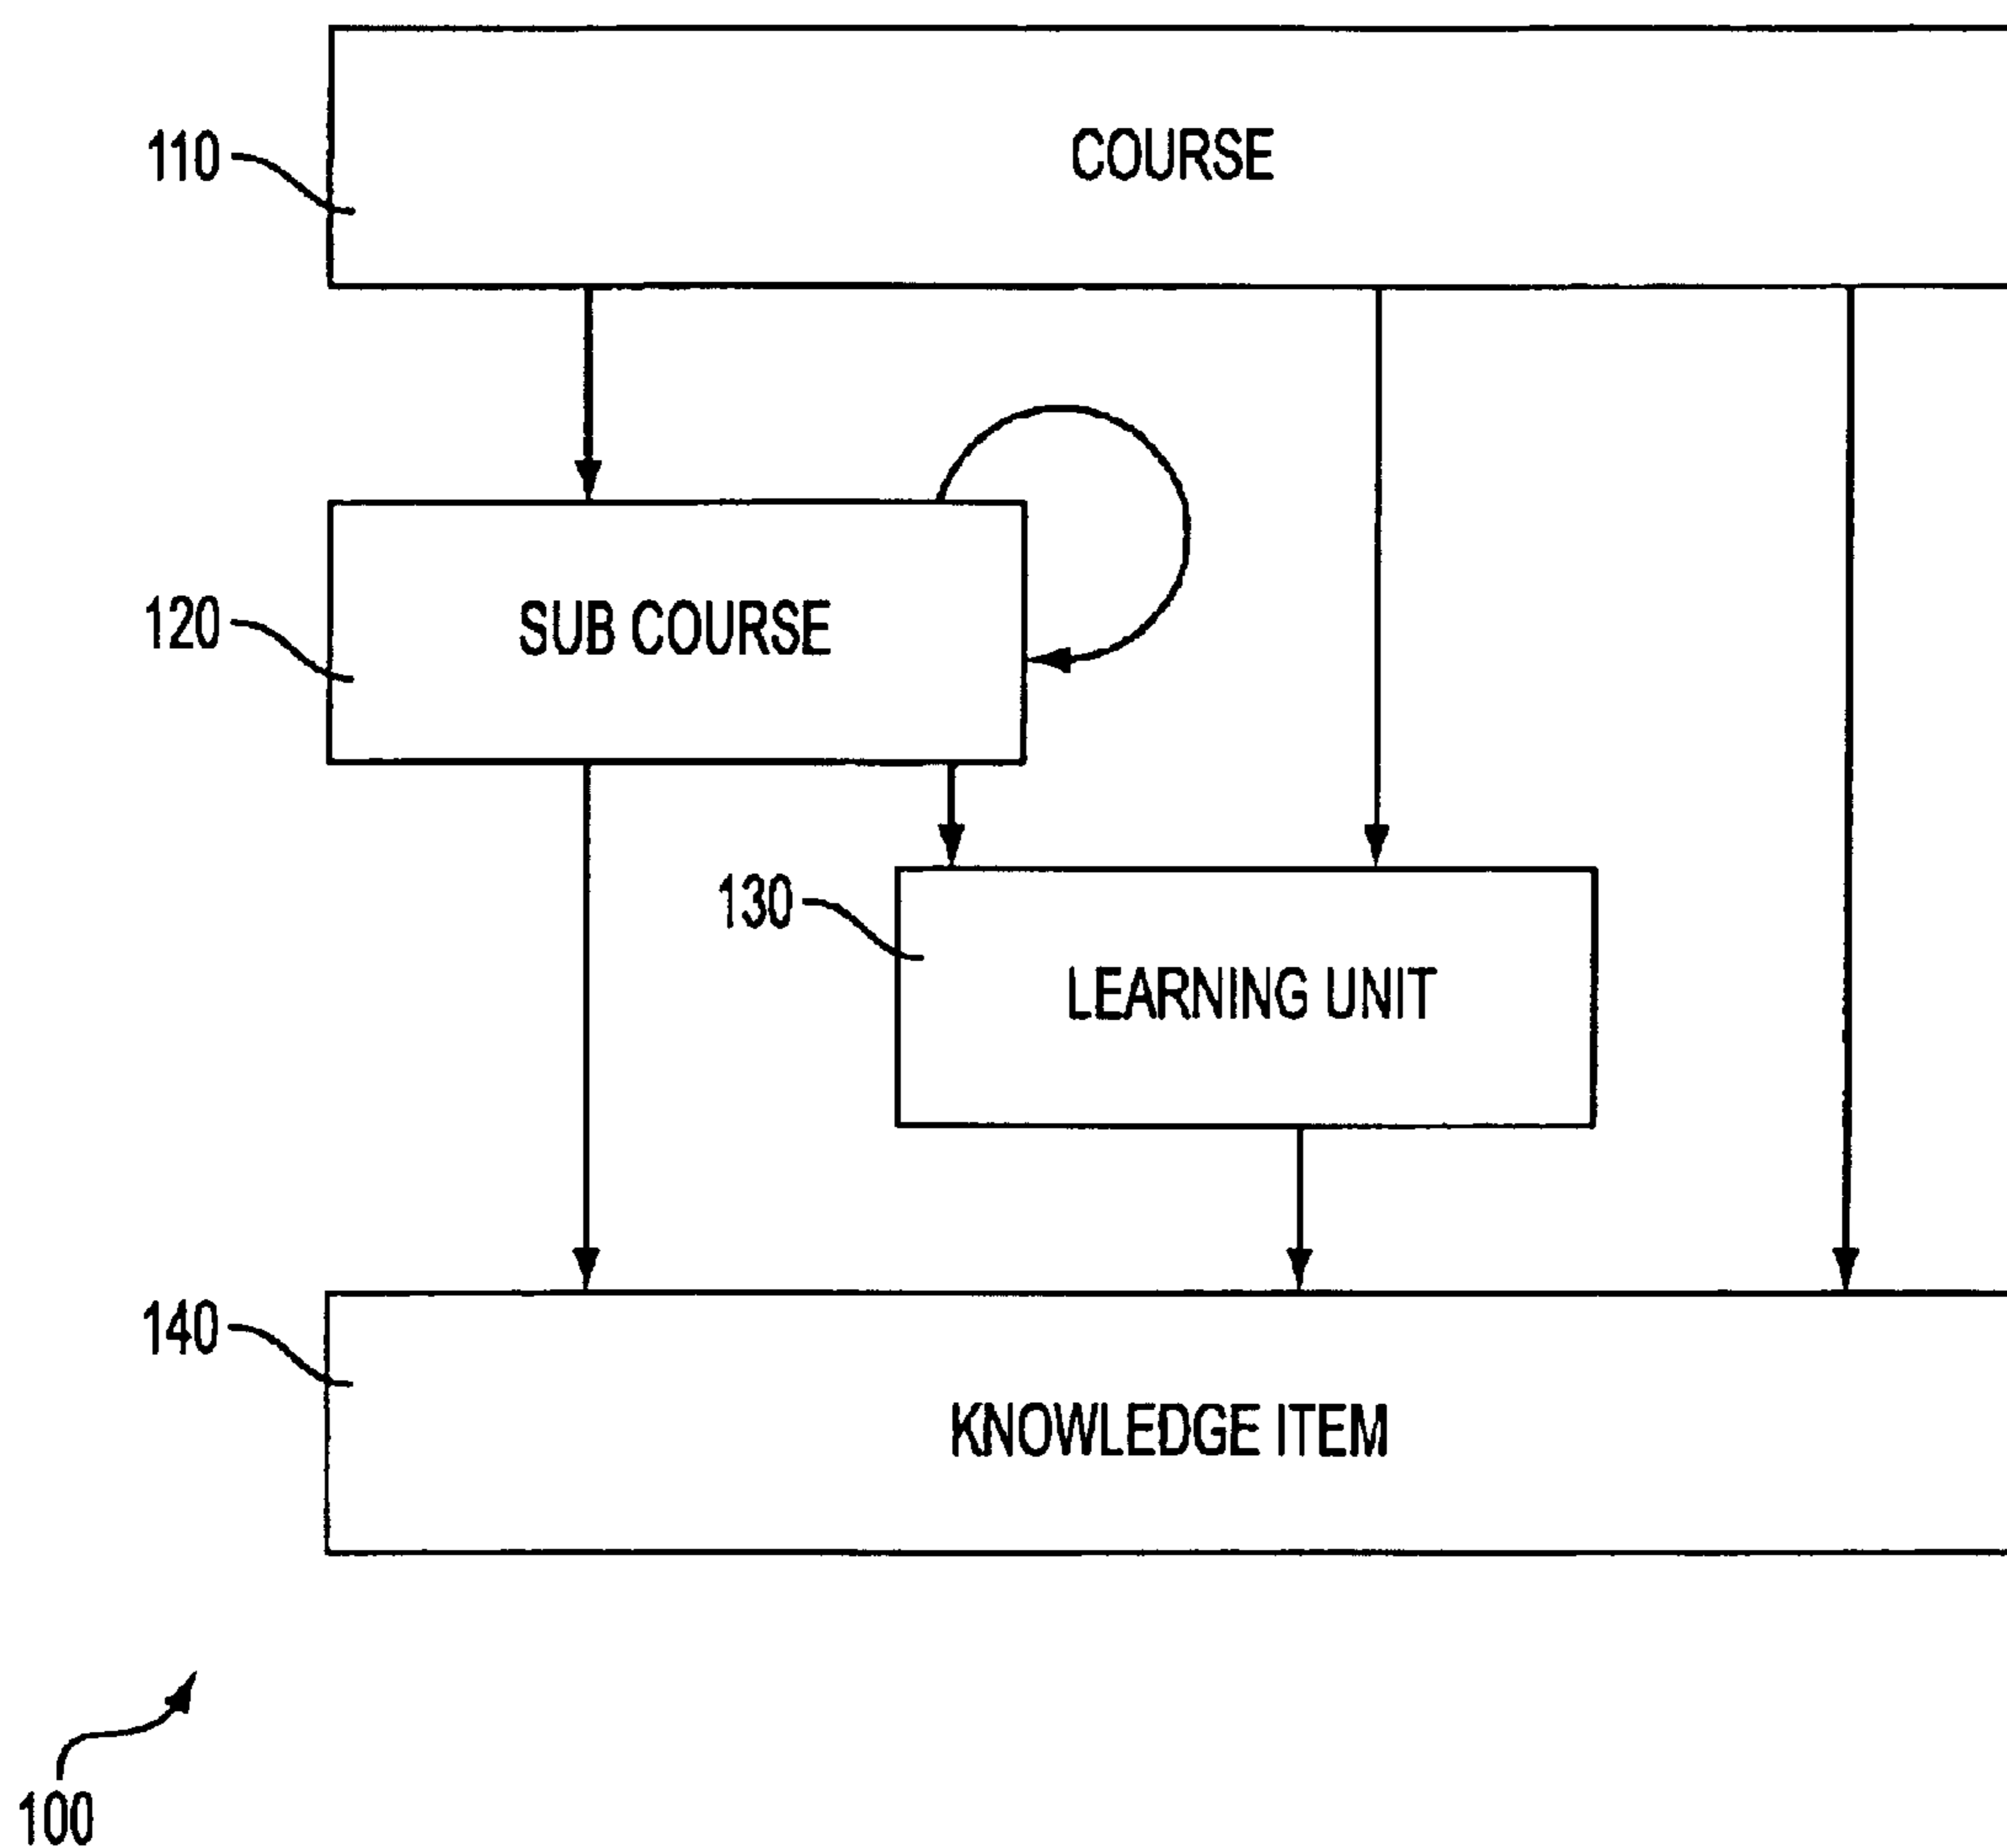 COURSE
110
SUB COURSE
120
130
LEARNING UNIT
140
KNOWLEDGE ITEM
100